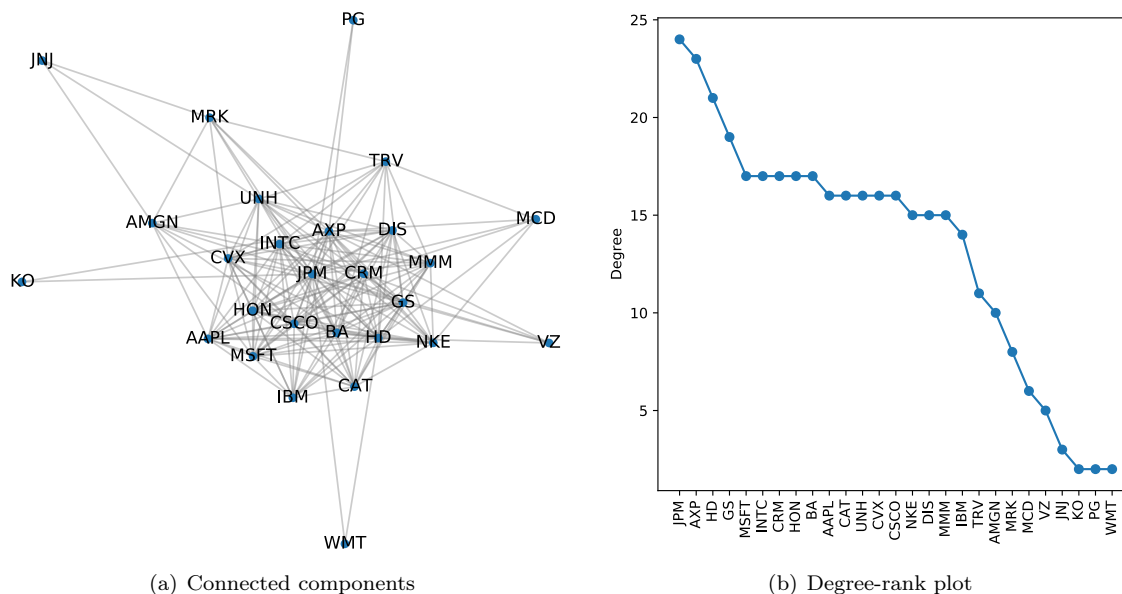 PG
JNJ
MRK
TRV
UNH
AMGN
MCD
AXP
DIS
INTC
CVX
MMM
JPM
CRM
KO
GS
HON
CSCO
BA
HD
AAPL
NKE
VZ
MSFT
CAT
IBM
WMT
(a) Connected components
25
20
15
10
5
Degree
JPM
AXP
HD
GS
MSFT
INTC
CRM
HON
BA
AAPL
CAT
UNH
CVX
CSCO
NKE
DIS
MMM
IBM
TRV
AMGN
MRK
MCD
VZ
JNJ
KO
PG
WMT
(b) Degree-rank plot